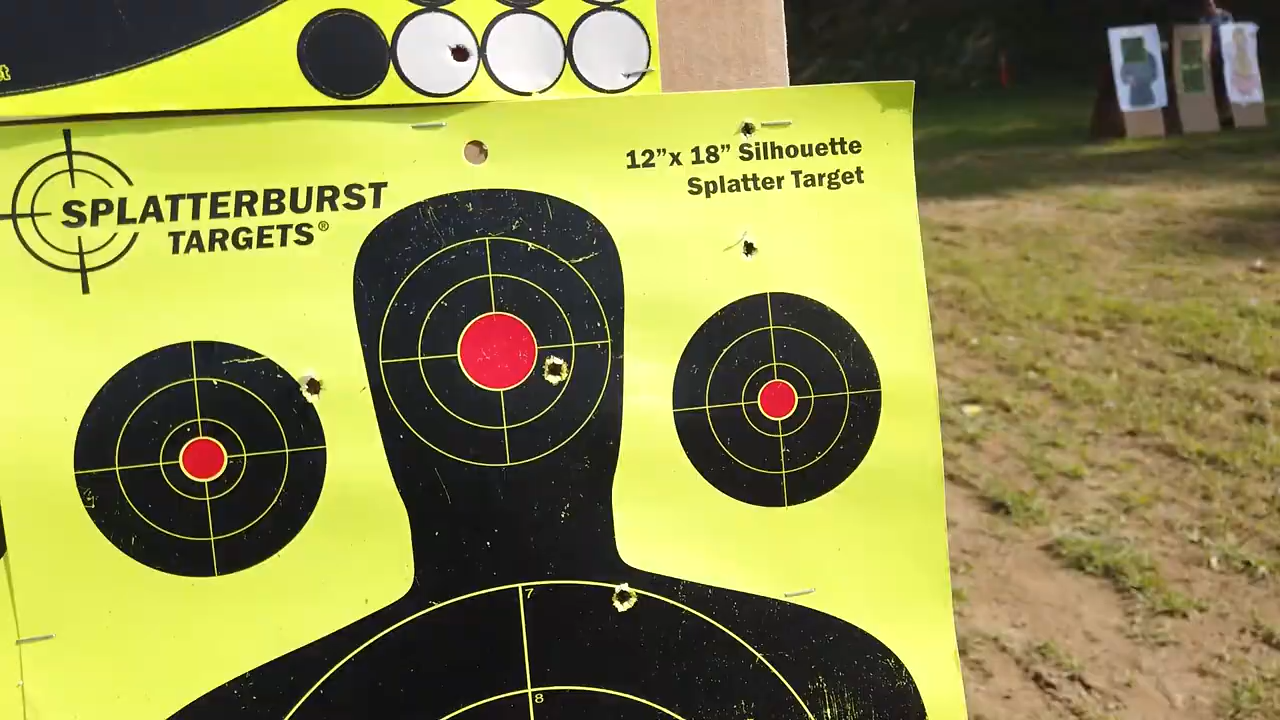 12”x 18” Silhouette
Splatter Target
SPLATTERBURST
TARGETS®
7
8